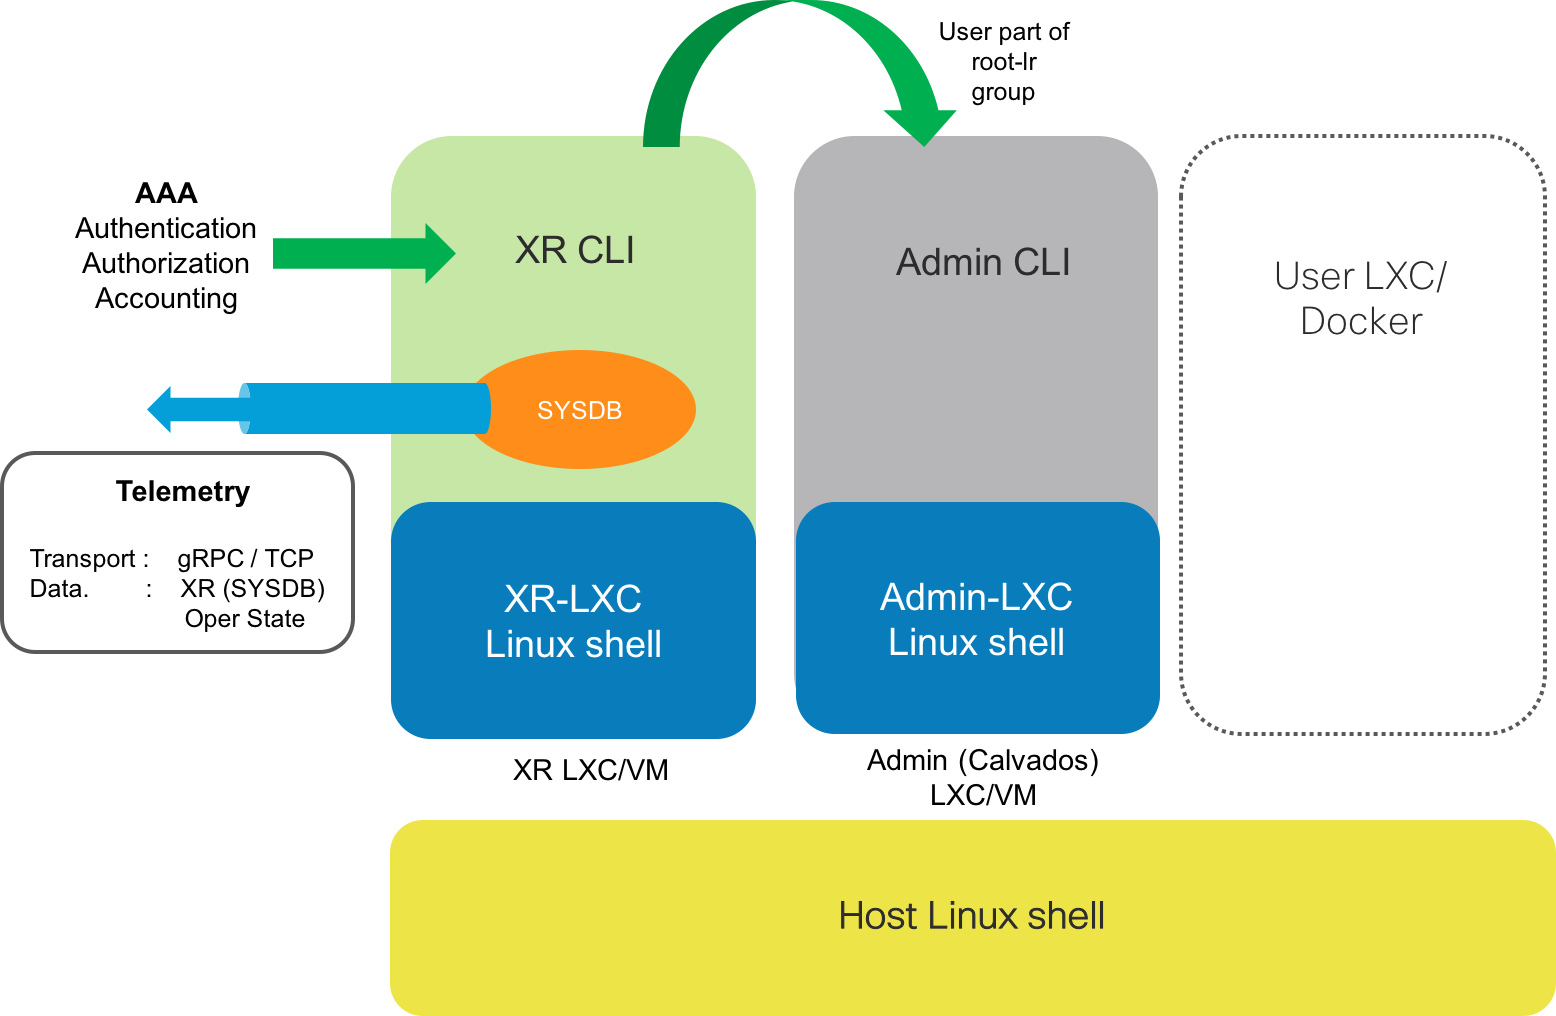 User part of
root-lr
group
AAA
Authentication
Authorization
Accounting
XR CLI
Admin CLI
User LXC/
Docker
SYSDB
Telemetry
Transport : gRPC / TCP
Data. : XR (SYSDB)
Oper State
XR-LXC
Linux shell
Admin-LXC
Linux shell
XR LXC/VM
Admin (Calvados)
LXC/VM
Host Linux shell